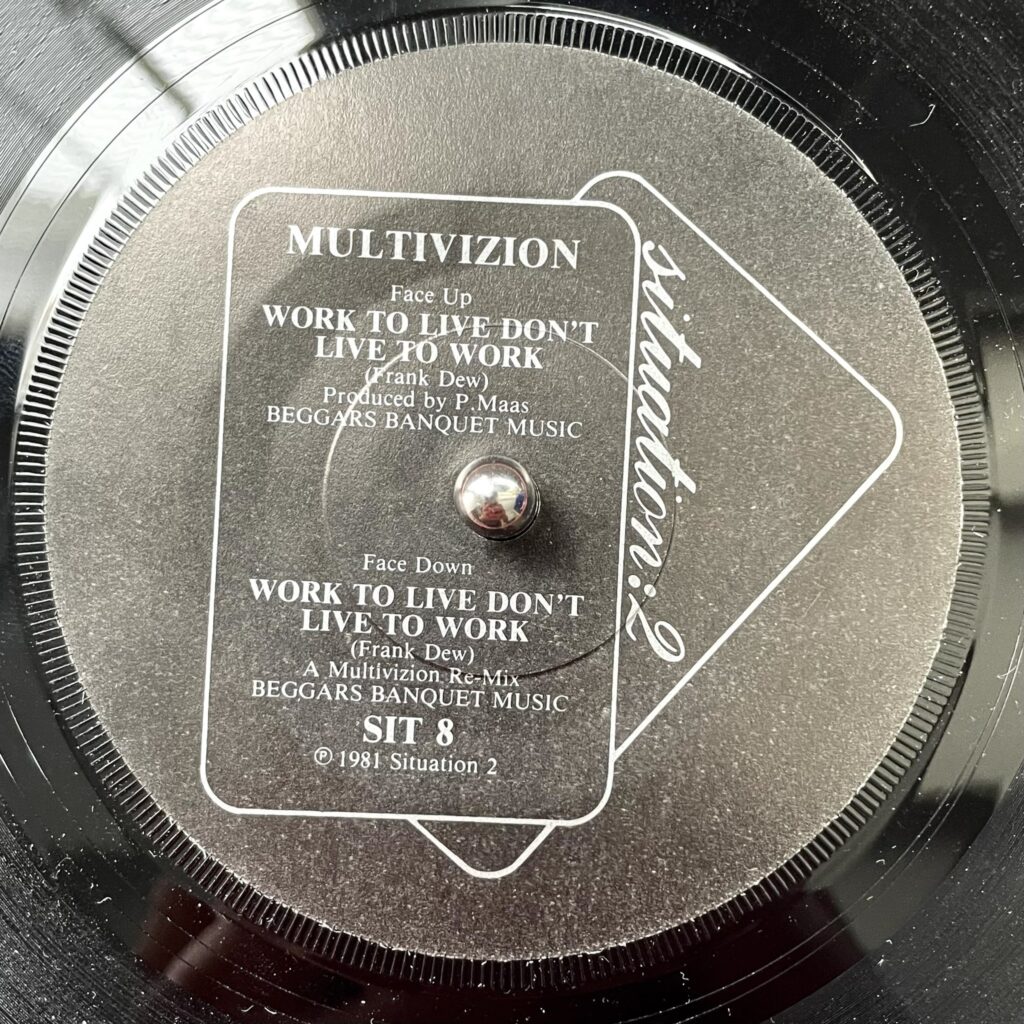 MULTIVIZION
Face Up
WORK TO LIVE DON'T
LIVE TO WORK
(Frank Dew)
Produced by P.Maas
BEGGARS BANQUET MUSIC
Face Down
WORK TO LIVE DON'T
LIVE TO WORK
(Frank Dew)
A Multivizion Re-Mix
BEGGARS BANQUET MUSIC
SIT 8
℗ 1981 Situation 2
situation:2